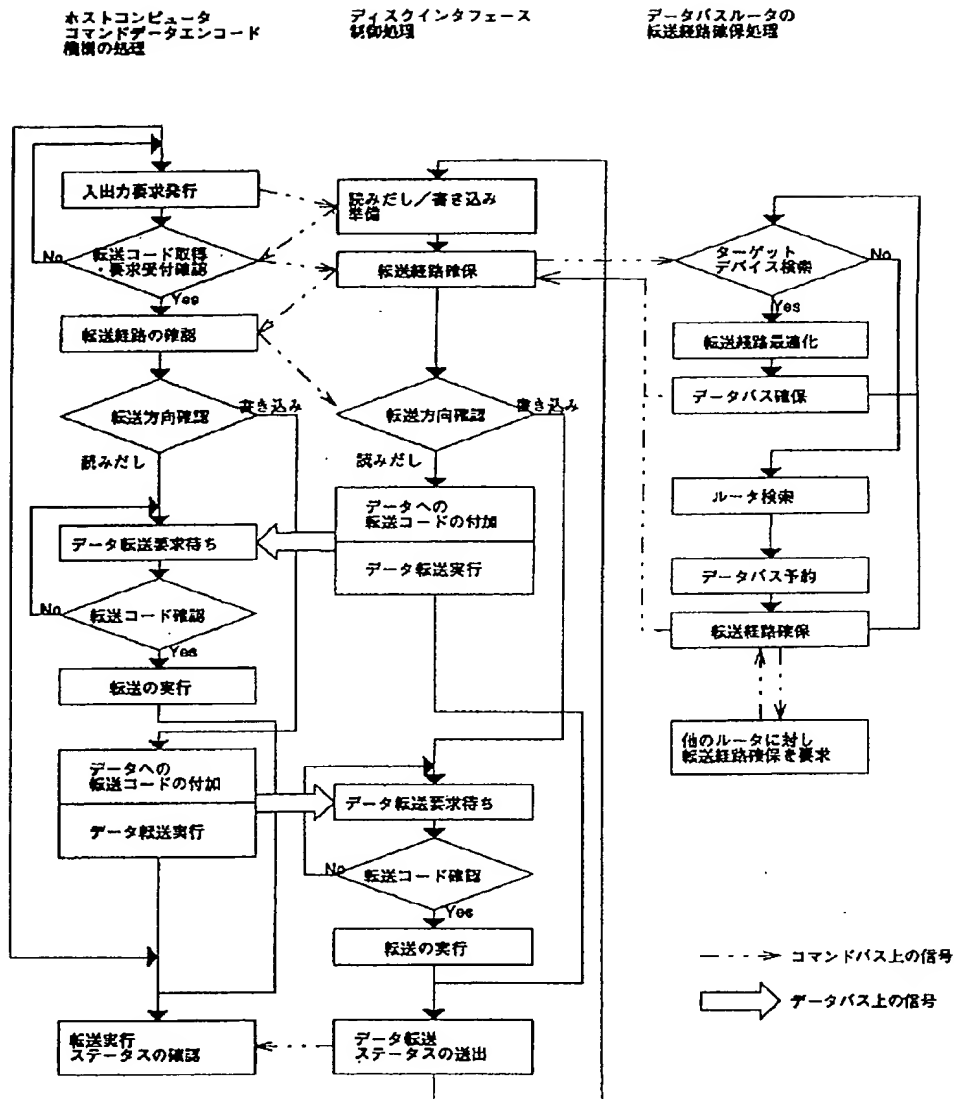 ホストコンピュータ
コマンドデータエンコード
機構の処理
ディスクインタフェース
制御処理
データバスルータの
転送経路確保処理
入出力要求発行
No
転送コード取得
・要求受付確認
Yes
転送経路の確認
転送方向確認
書き込み
読みだし
データ転送要求待ち
No
転送コード確認
Yes
転送の実行
データへの
転送コードの付加
データ転送実行
転送実行
ステータスの確認
読みだし/書き込み
準備
転送経路確保
転送方向確認
書き込み
読みだし
データへの
転送コードの付加
データ転送実行
データ転送要求待ち
No
転送コード確認
Yes
転送の実行
データ転送
ステータスの送出
ターゲット
デバイス検索
No
Yes
転送経路最適化
データバス確保
ルータ検索
データバス予約
転送経路確保
他のルータに対し
転送経路確保を要求
コマンドバス上の信号
データバス上の信号